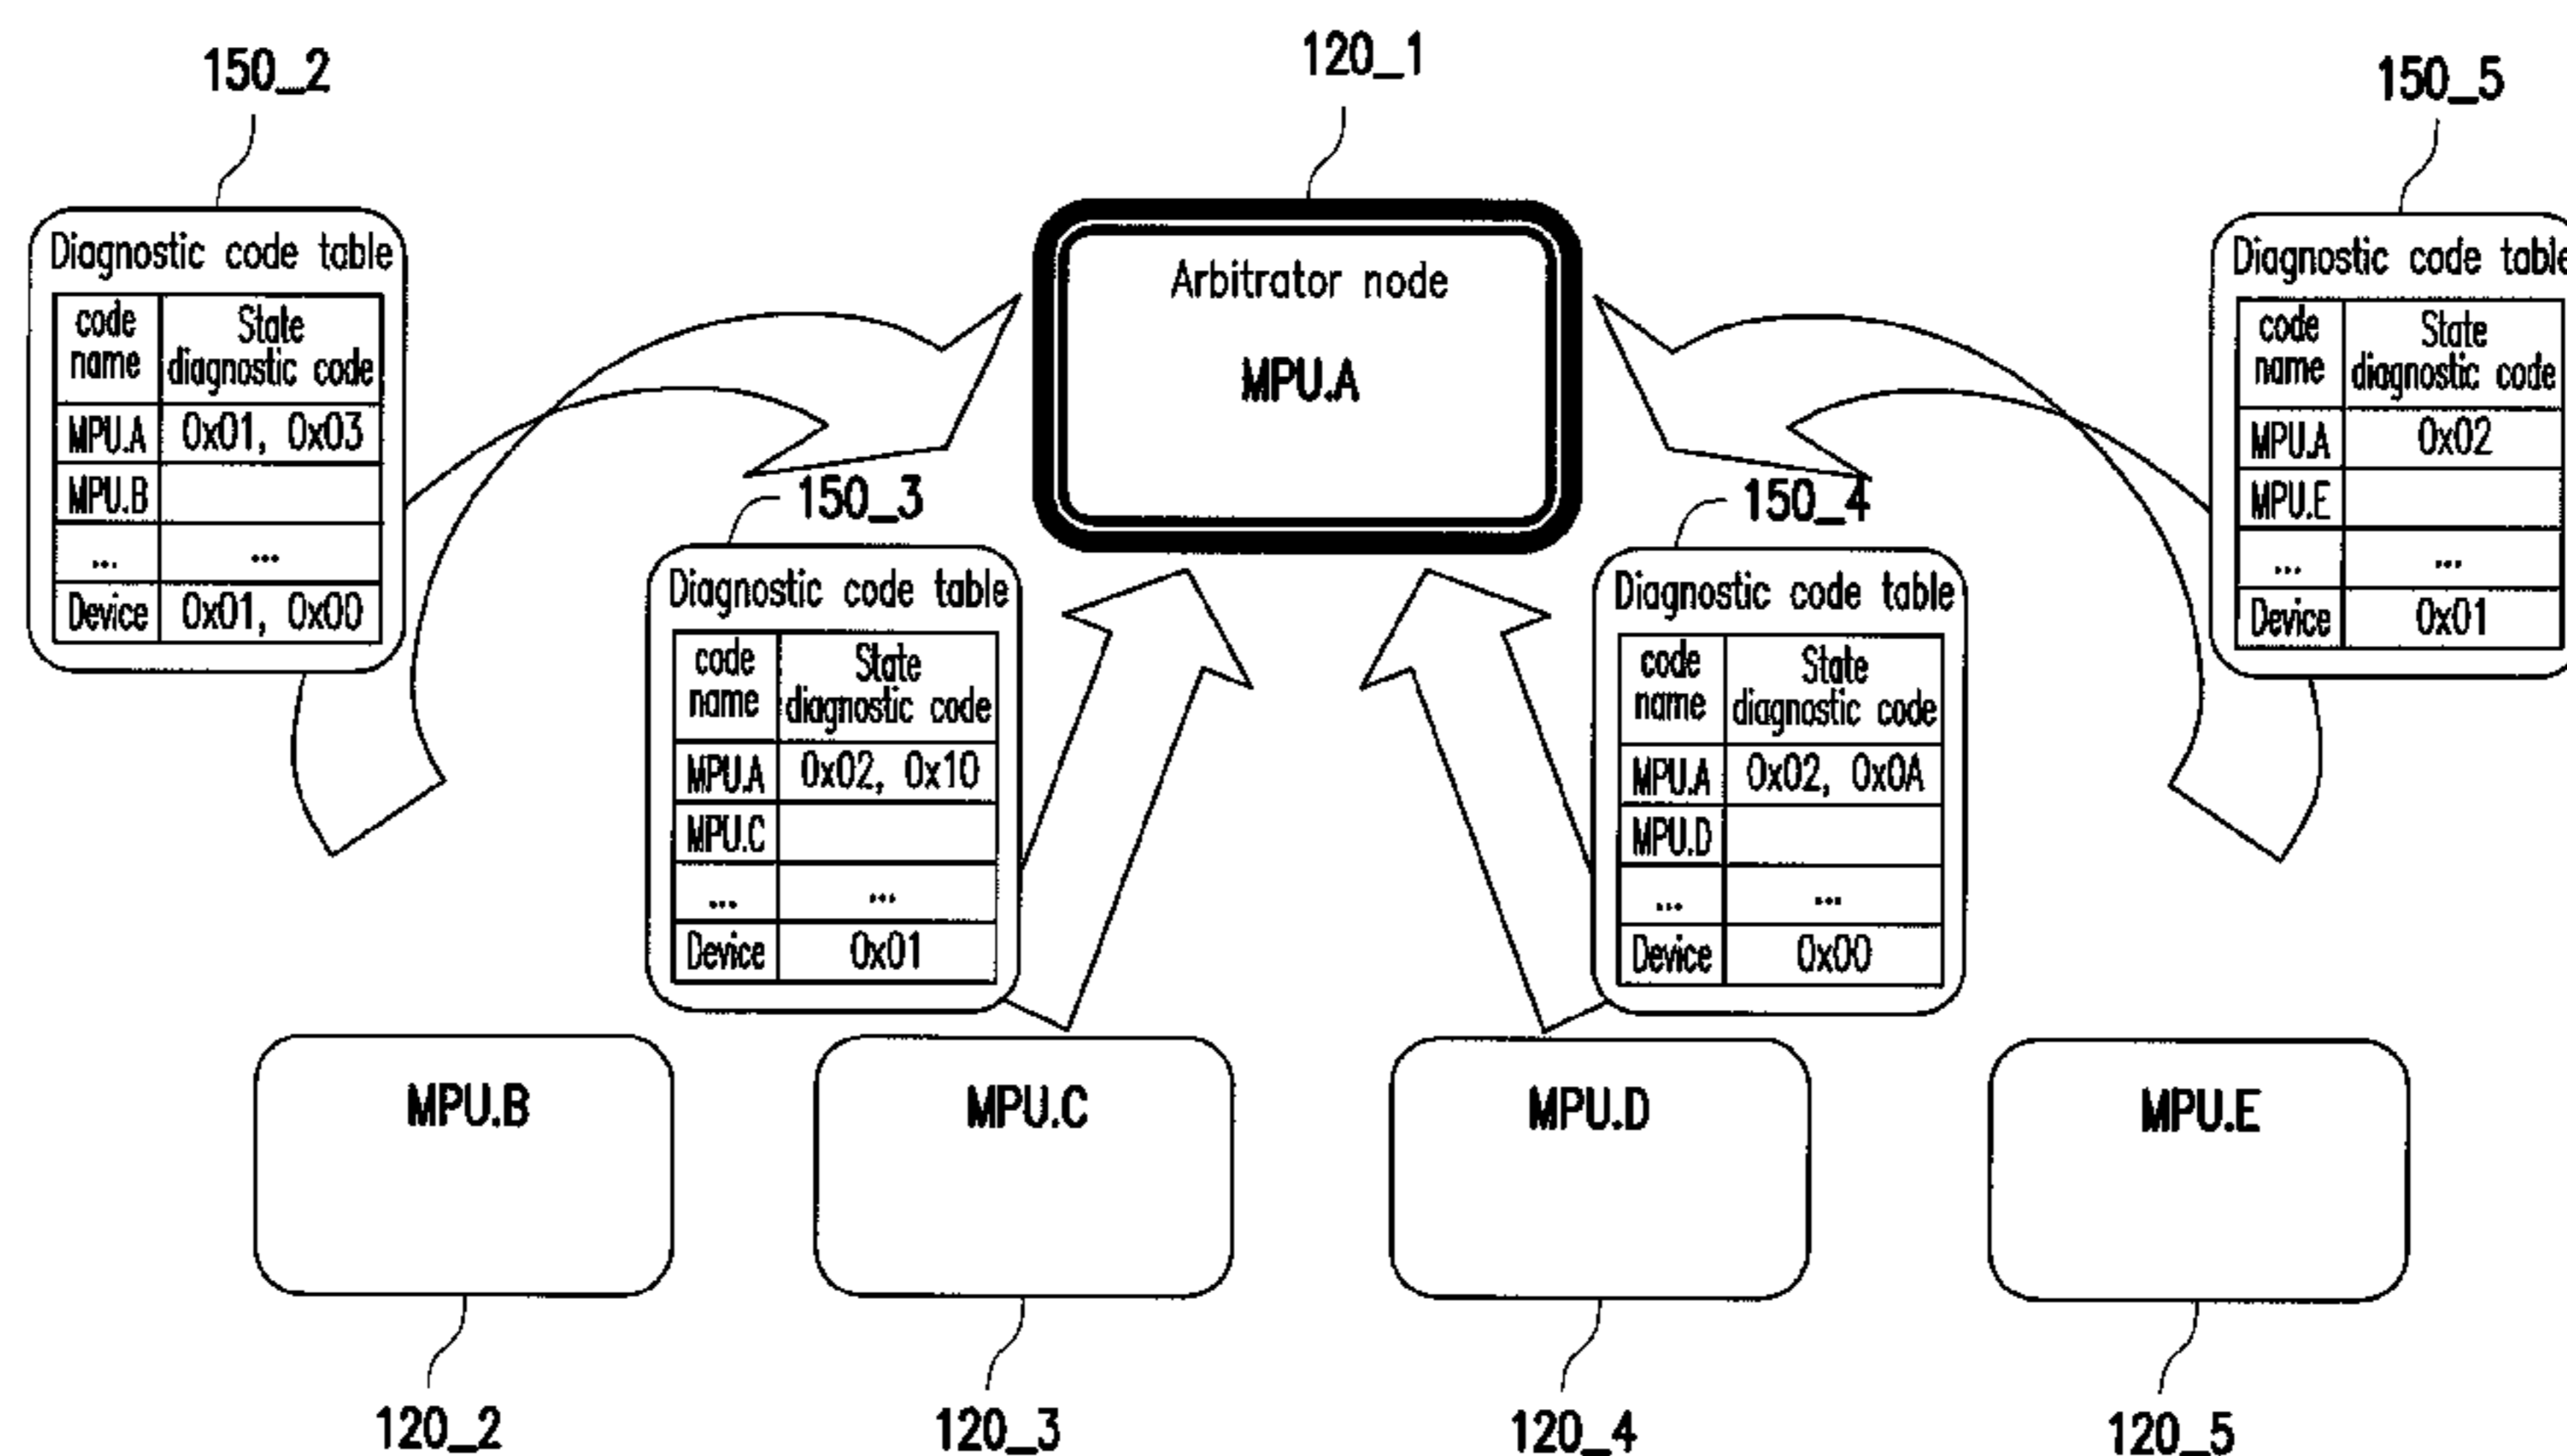 150_2
120_1
150_5
Diagnostic code table
code name | State diagnostic code
MPU.A | 0x01, 0x03
MPU.B
... | ...
Device | 0x01, 0x00
Arbitrator node
MPU.A
Diagnostic code table
code name | State diagnostic code
MPU.A | 0x02
MPU.E
... | ...
Device | 0x01
150_3
Diagnostic code table
code name | State diagnostic code
MPU.A | 0x02, 0x10
MPU.C
... | ...
Device | 0x01
150_4
Diagnostic code table
code name | State diagnostic code
MPU.A | 0x02, 0x0A
MPU.D
... | ...
Device | 0x00
MPU.B
MPU.C
MPU.D
MPU.E
120_2
120_3
120_4
120_5